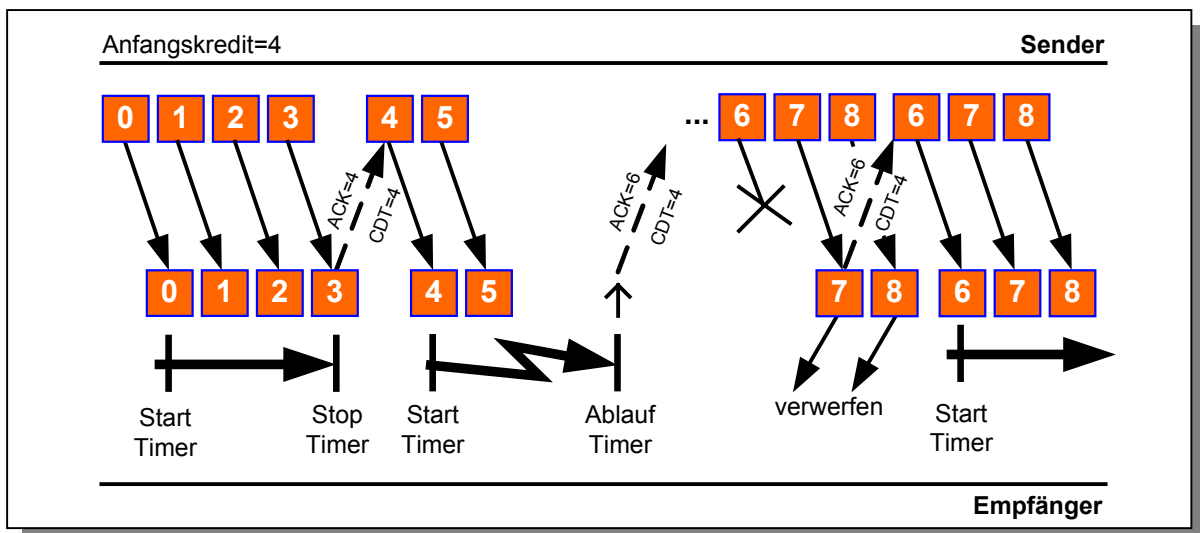 Anfangskredit=4 Sender
0 1 2 3 4 5 ... 6 7 8 6 7 8
ACK=4
CDT=4
ACK=6
CDT=4
ACK=6
CDT=4
0 1 2 3 4 5 7 8 6 7 8
verwerfen
Start
Timer
Stop
Timer
Start
Timer
Ablauf
Timer
Start
Timer
Empfänger